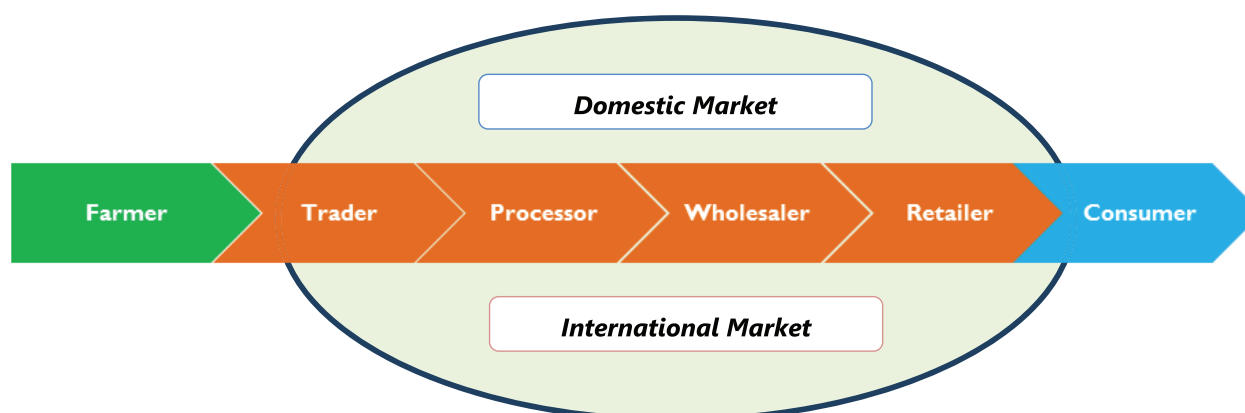 Domestic Market
Farmer Trader Processor Wholesaler Retailer Consumer
International Market